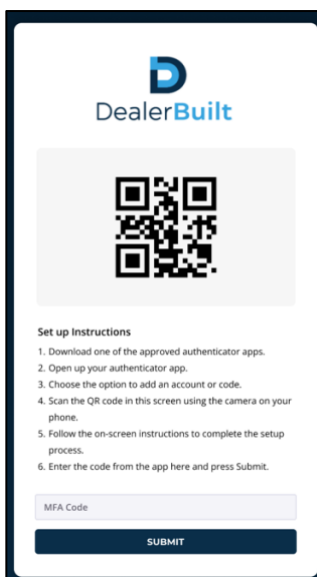 DealerBuilt
Set up Instructions
1. Download one of the approved authenticator apps.
2. Open up your authenticator app.
3. Choose the option to add an account or code.
4. Scan the QR code in this screen using the camera on your
phone.
5. Follow the on-screen instructions to complete the setup
process.
6. Enter the code from the app here and press Submit.
MFA Code
SUBMIT